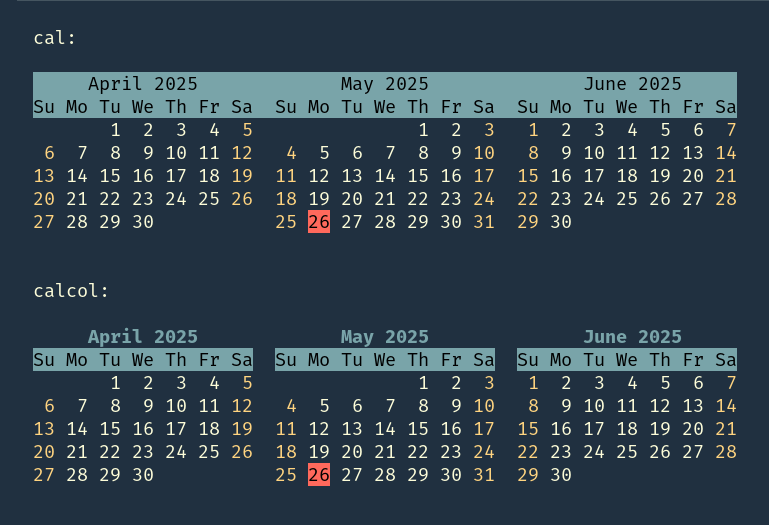 cal:
     April 2025             May 2025              June 2025
Su Mo Tu We Th Fr Sa  Su Mo Tu We Th Fr Sa  Su Mo Tu We Th Fr Sa
       1  2  3  4  5               1  2  3   1  2  3  4  5  6  7
 6  7  8  9 10 11 12   4  5  6  7  8  9 10   8  9 10 11 12 13 14
13 14 15 16 17 18 19  11 12 13 14 15 16 17  15 16 17 18 19 20 21
20 21 22 23 24 25 26  18 19 20 21 22 23 24  22 23 24 25 26 27 28
27 28 29 30           25 26 27 28 29 30 31  29 30
calcol:
     April 2025             May 2025              June 2025
Su Mo Tu We Th Fr Sa  Su Mo Tu We Th Fr Sa  Su Mo Tu We Th Fr Sa
       1  2  3  4  5               1  2  3   1  2  3  4  5  6  7
 6  7  8  9 10 11 12   4  5  6  7  8  9 10   8  9 10 11 12 13 14
13 14 15 16 17 18 19  11 12 13 14 15 16 17  15 16 17 18 19 20 21
20 21 22 23 24 25 26  18 19 20 21 22 23 24  22 23 24 25 26 27 28
27 28 29 30           25 26 27 28 29 30 31  29 30